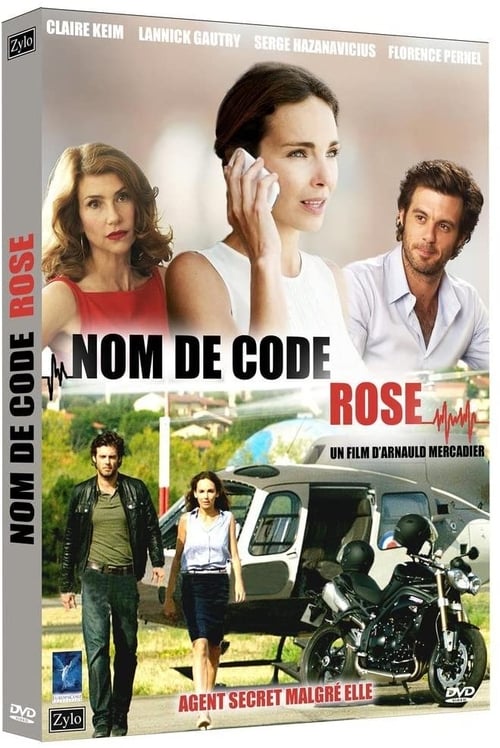 Zylo
CLAIRE KEIM LANNICK GAUTRY SERGE HAZANAVICIUS FLORENCE PERNEL
NOM DE CODE ROSE
NOM DE CODE
ROSE
UN FILM D'ARNAULD MERCADIER
AGENT SECRET MALGRÉ ELLE
DVD
DVD
Zylo